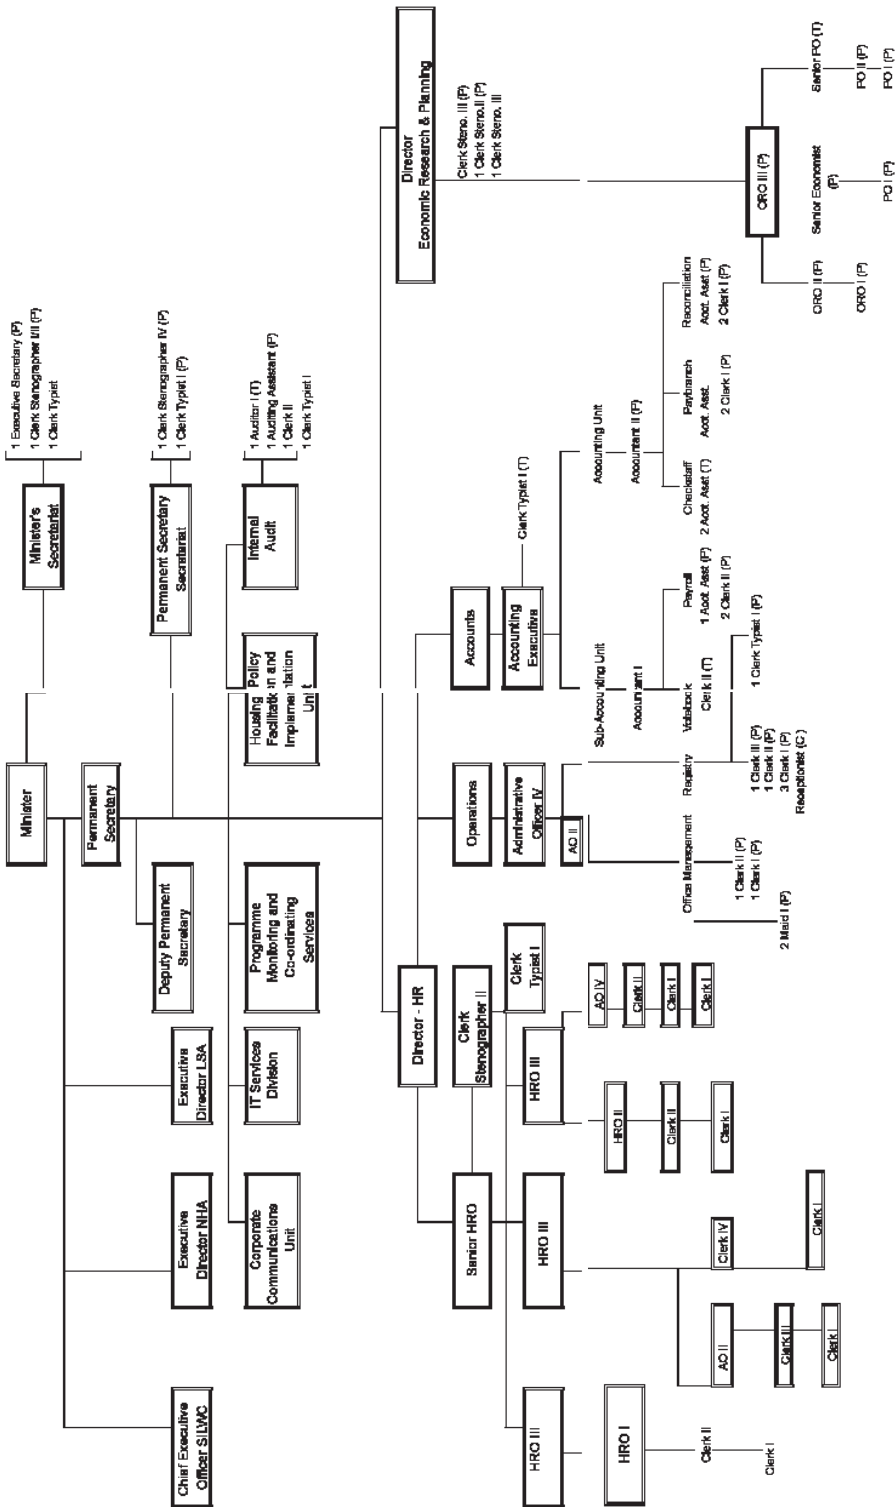 Minister
Minister's
Secretariat
1 Executive Secretary (P)
1 Clerk Stenographer I/II (P)
1 Clerk Typist
Permanent
Secretary
Permanent Secretary
Secretariat
1 Clerk Stenographer IV (P)
1 Clerk Typist I (P)
Chief Executive
Officer SILWC
Executive
Director NHA
Executive
Director LSA
Deputy Permanent
Secretary
Corporate
Communications
Unit
IT Services
Division
Programme
Monitoring and
Co-ordinating
Services
Housing Policy
Facilitation and
Implementation
Unit
Internal
Audit
1 Auditor I (T)
1 Auditing Assistant (P)
1 Clerk II
1 Clerk Typist I
Director - HR
Director
Economic Research & Planning
Clerk Steno. III (P)
1 Clerk Steno.II (P)
1 Clerk Steno. III
Senior HRO
Clerk
Stenographer II
Operations
Accounts
HRO III
HRO III
HRO III
Clerk
Typist I
Administrative
Officer IV
Accounting
Executive
Clerk Typist I (T)
AO II
HRO I
HRO II
AO IV
Clerk II
Clerk I
Clerk I
Clerk II
Clerk I
Sub-Accounting Unit
Accounting Unit
Accountant I
Accountant II (P)
Clerk II
Clerk I
AO II
Clerk III
Clerk I
Clerk IV
Clerk I
Office Management
Registry
Votebook
Payroll
Checkstaff
Paybranch
Reconciliation
Clerk II (T)
1 Acct. Asst (P)
2 Clerk II (P)
2 Acct. Asst (T)
Acct. Asst.
2 Clerk I (P)
Acct. Asst (P)
2 Clerk I (P)
1 Clerk II (P)
1 Clerk I (P)
2 Maid I (P)
1 Clerk III (P)
1 Clerk II (P)
3 Clerk I (P)
Receptionist (C)
1 Clerk Typist I (P)
ORO III (P)
ORO II (P)
ORO I (P)
Senior Economist
(P)
PO I (P)
Senior PO (T)
PO II (P)
PO I (P)